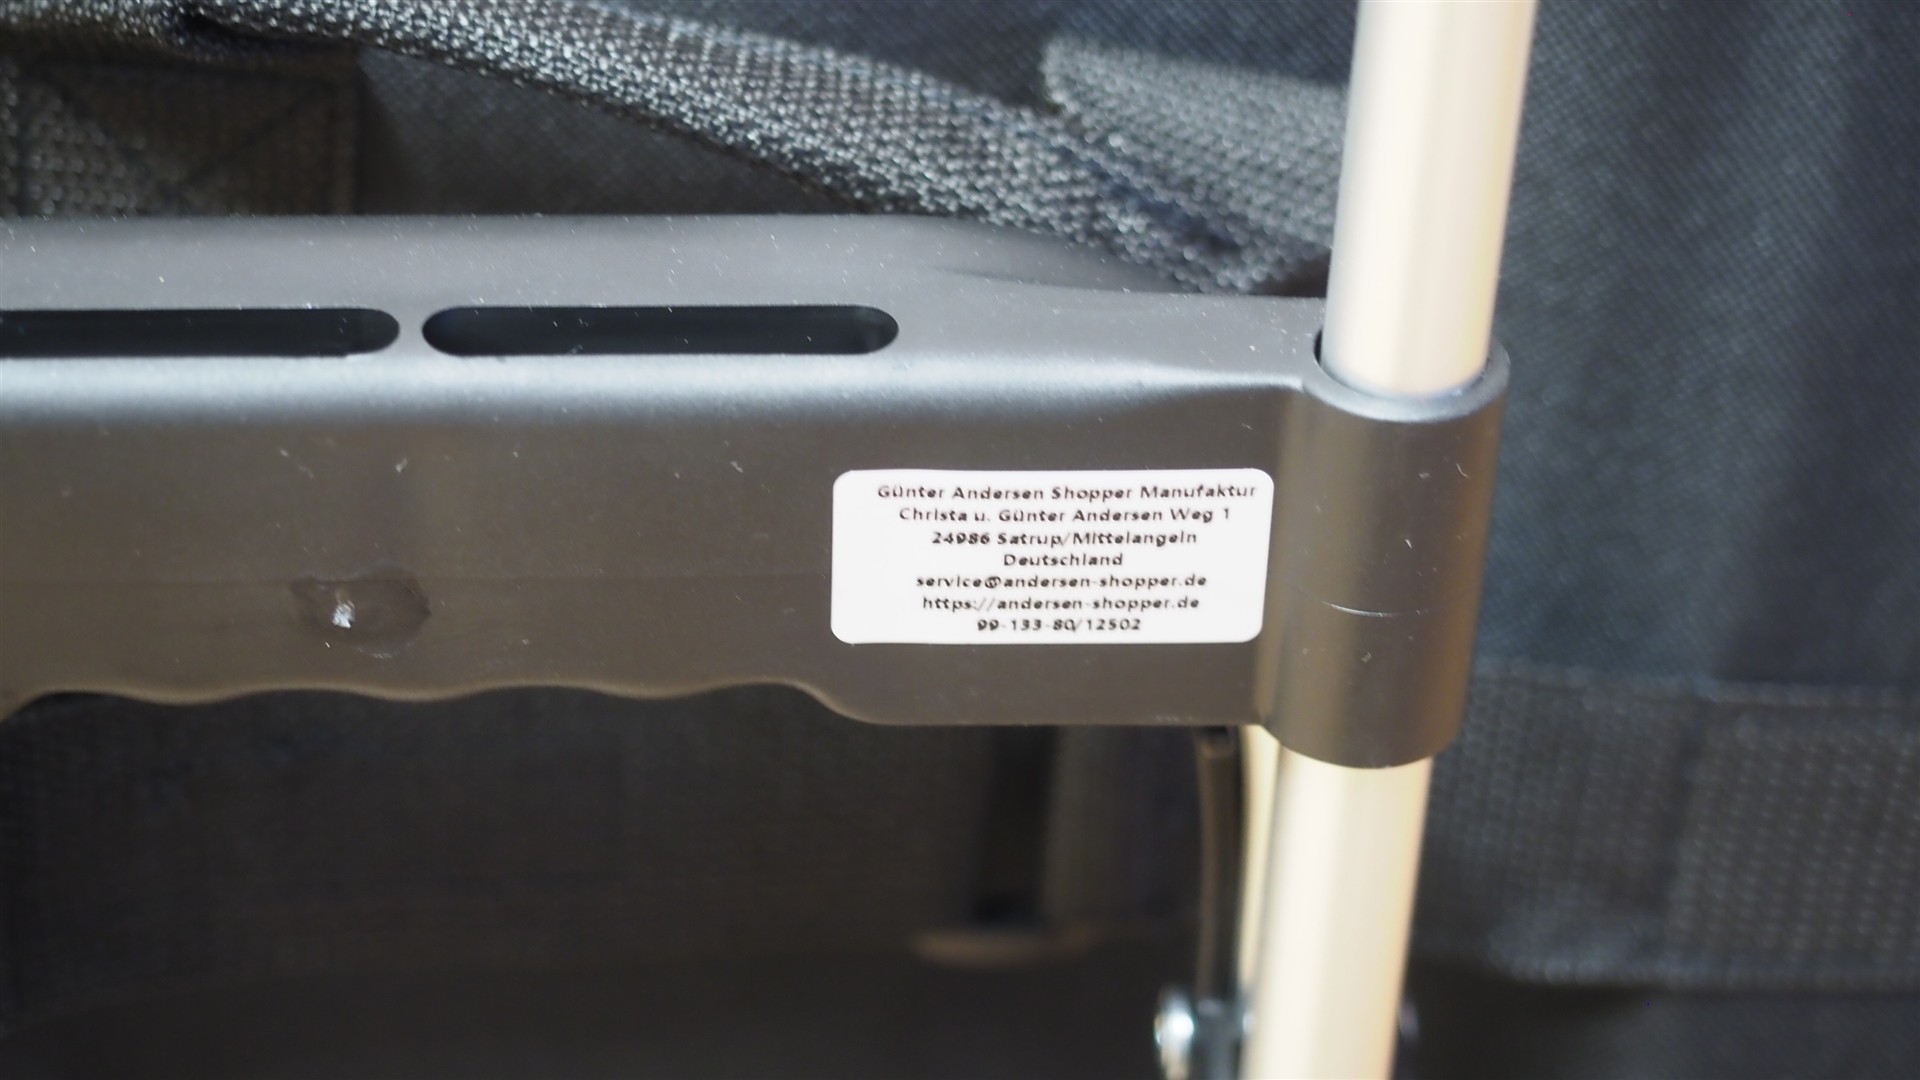 Günter Andersen Shopper Manufaktur
Christa u. Günter Andersen Weg 1
24986 Satrup/Mittelangeln
Deutschland
service@andersen-shopper.de
https://andersen-shopper.de
99-133-80/12502